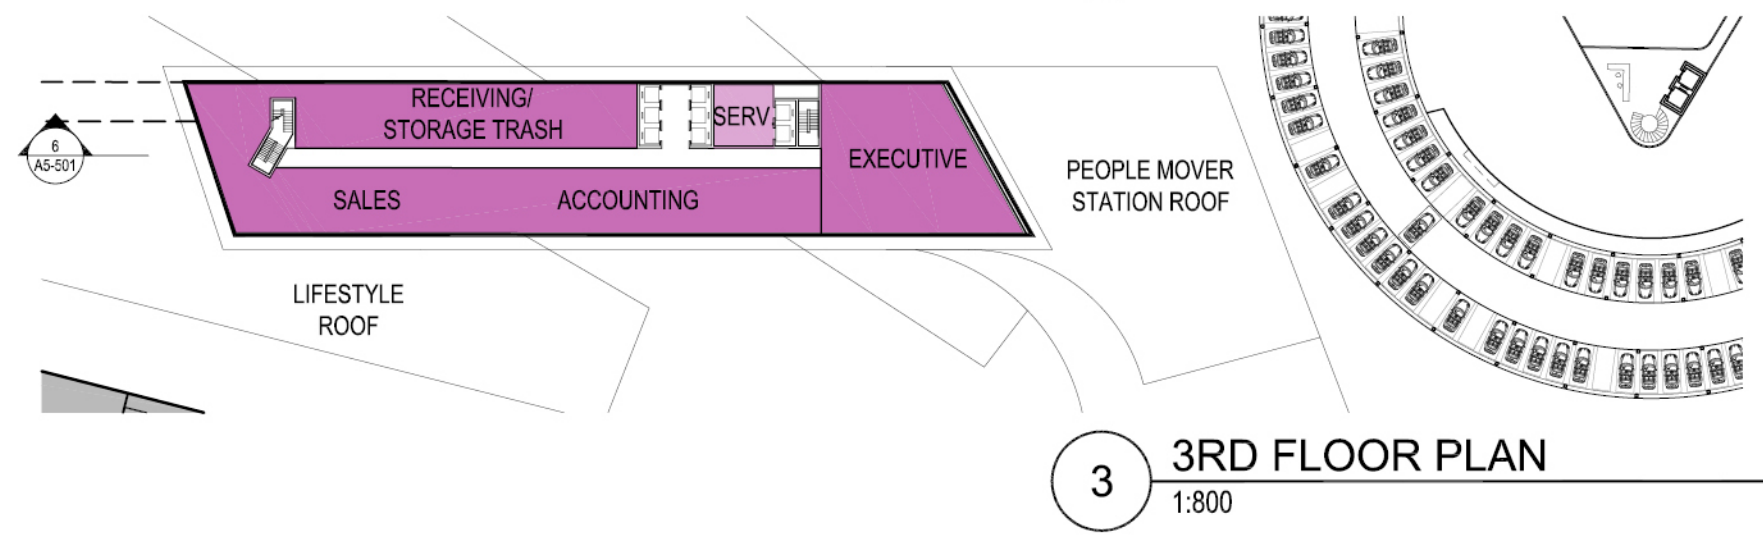 RECEIVING/
STORAGE TRASH
SERV.
EXECUTIVE
6
A5-501
SALES
ACCOUNTING
PEOPLE MOVER
STATION ROOF
LIFESTYLE
ROOF
3
3RD FLOOR PLAN
1:800